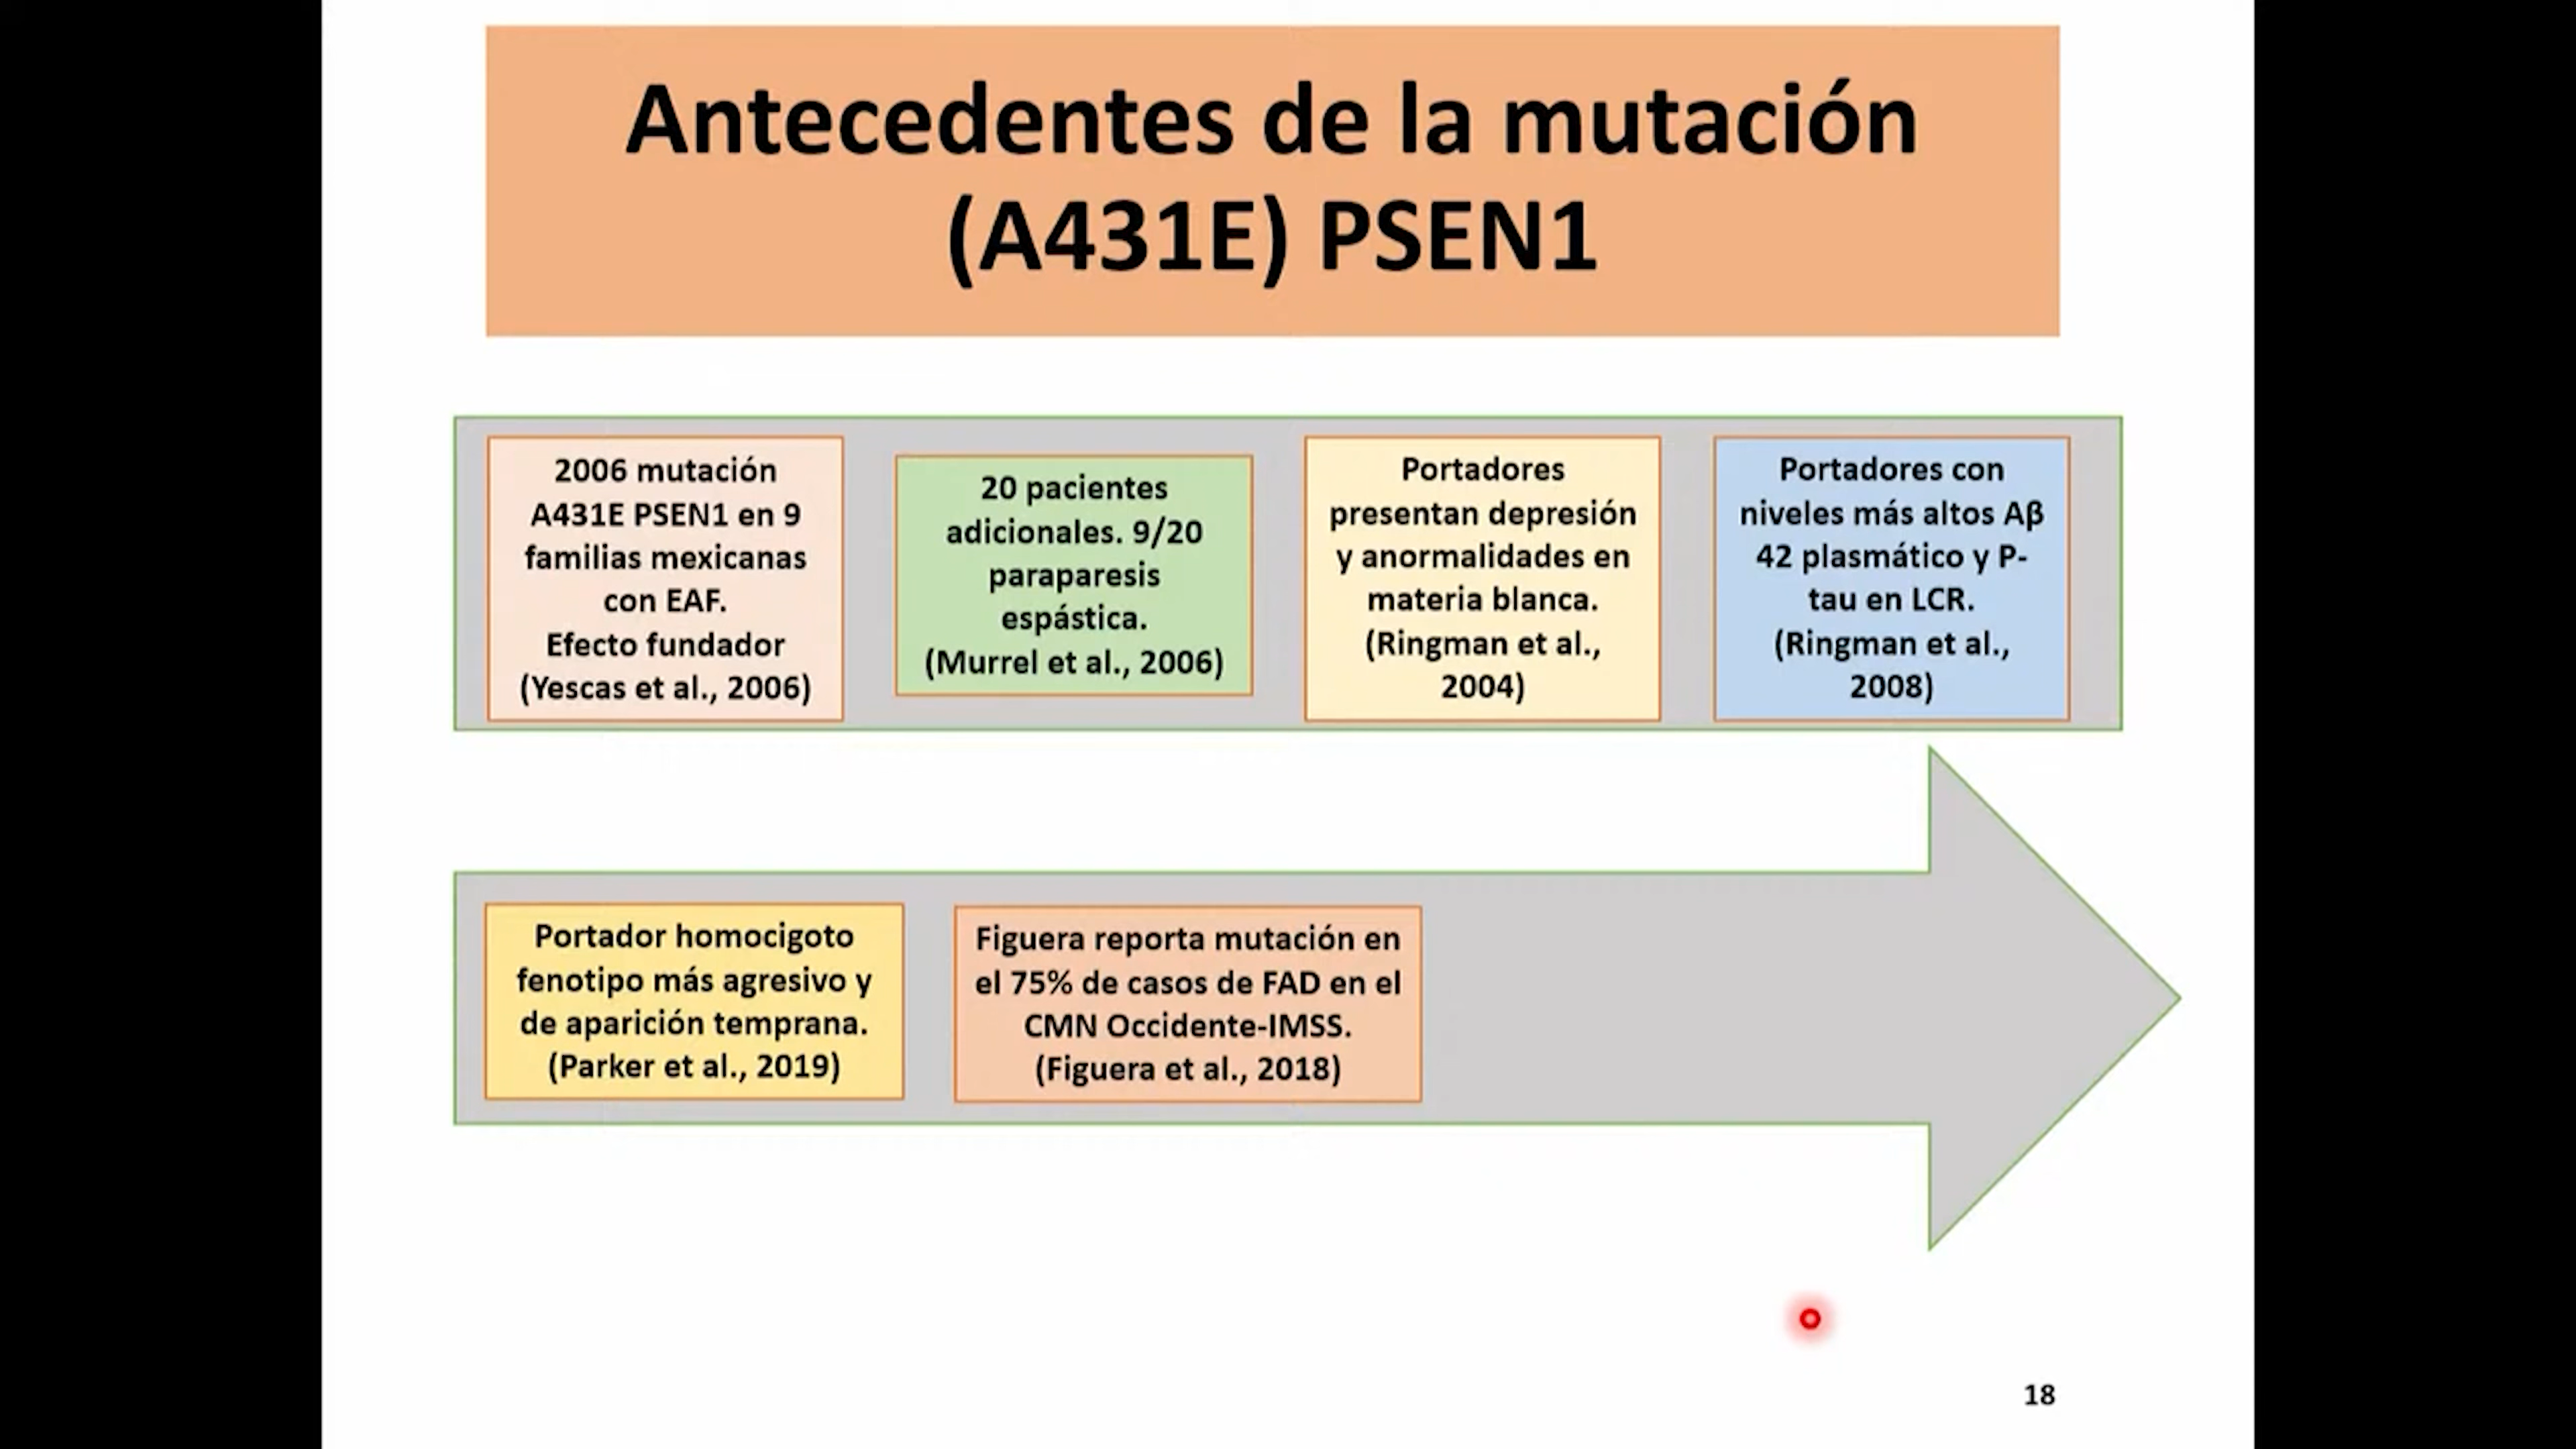 Antecedentes de la mutación
(A431E) PSEN1
2006 mutación
A431E PSEN1 en 9
familias mexicanas
con EAF.
Efecto fundador
(Yescas et al., 2006)
20 pacientes
adicionales. 9/20
paraparesis
espástica.
(Murrel et al., 2006)
Portadores
presentan depresión
y anormalidades en
materia blanca.
(Ringman et al.,
2004)
Portadores con
niveles más altos Aβ
42 plasmático y P-
tau en LCR.
(Ringman et al.,
2008)
Portador homocigoto
fenotipo más agresivo y
de aparición temprana.
(Parker et al., 2019)
Figuera reporta mutación en
el 75% de casos de FAD en el
CMN Occidente-IMSS.
(Figuera et al., 2018)
18